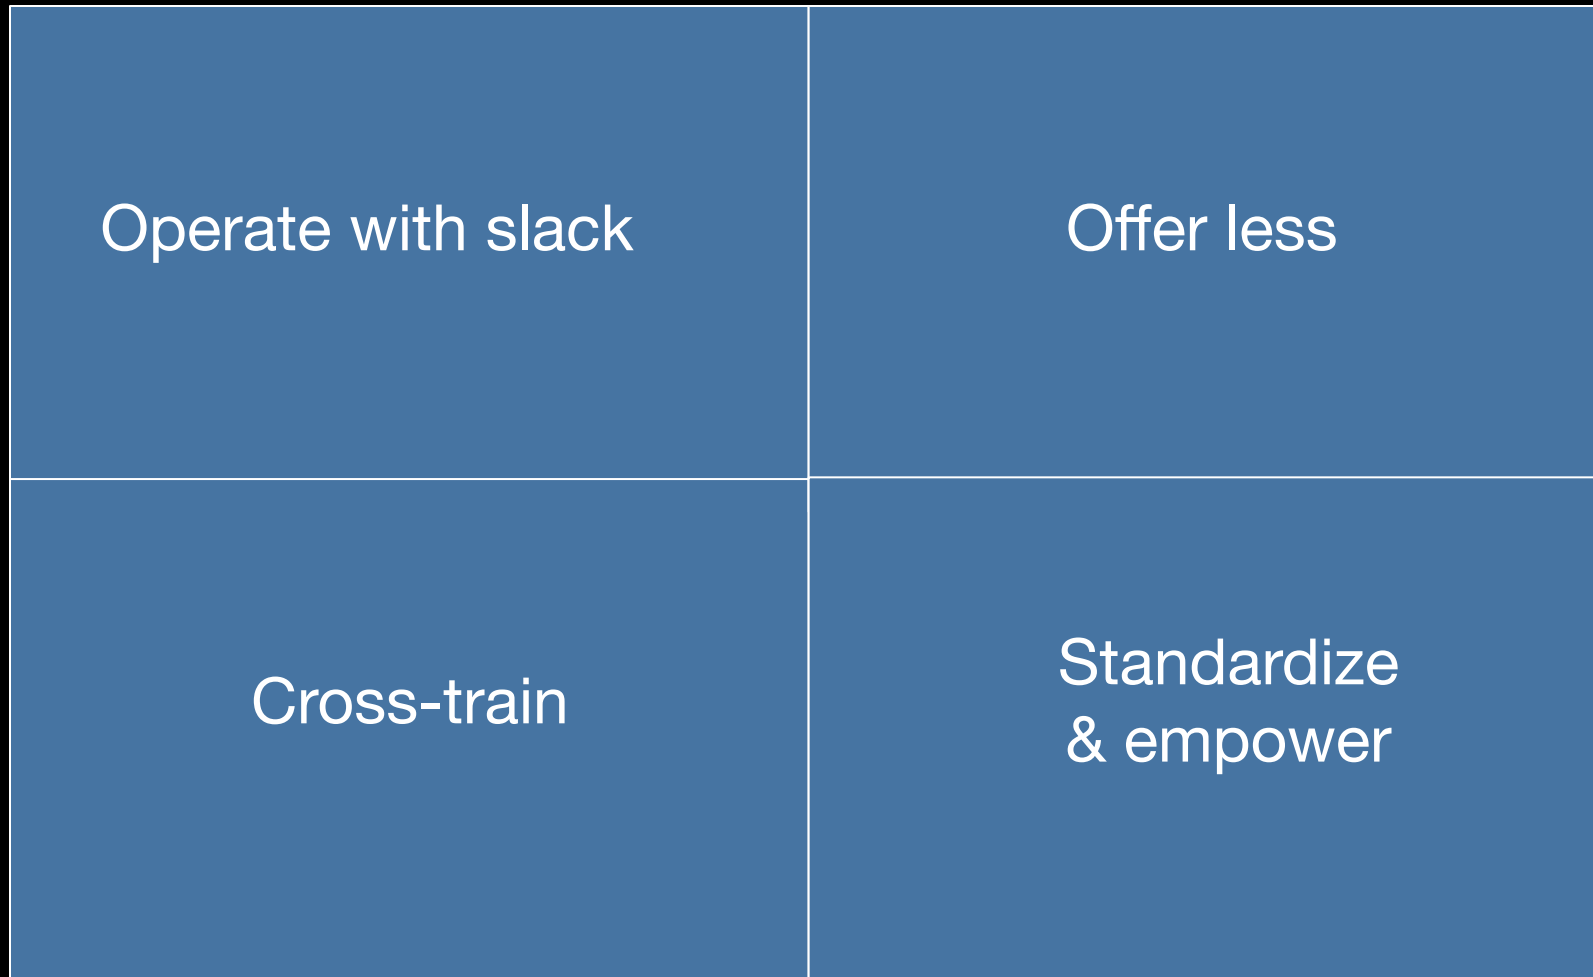 Operate with slack
Offer less
Cross-train
Standardize
& empower